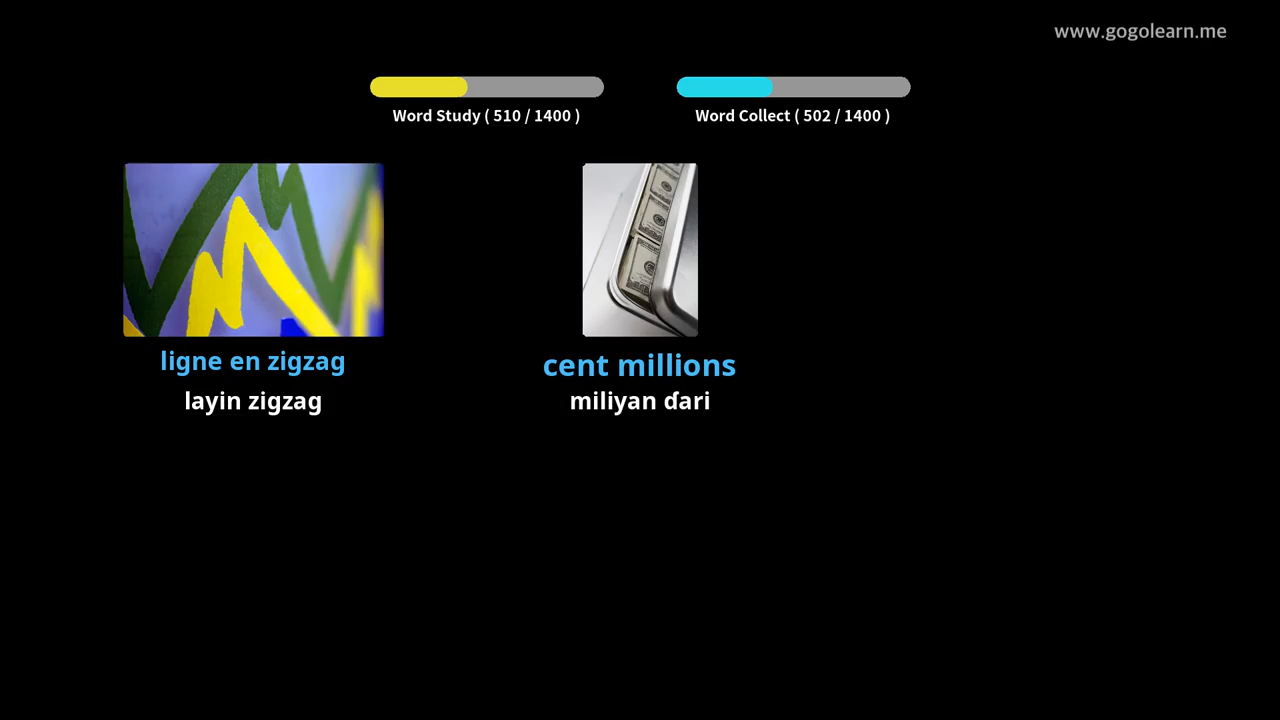 www.gogolearn.me
Word Study ( 510 / 1400 )
Word Collect ( 502 / 1400 )
ligne en zigzag
layin zigzag
cent millions
miliyan ɗari